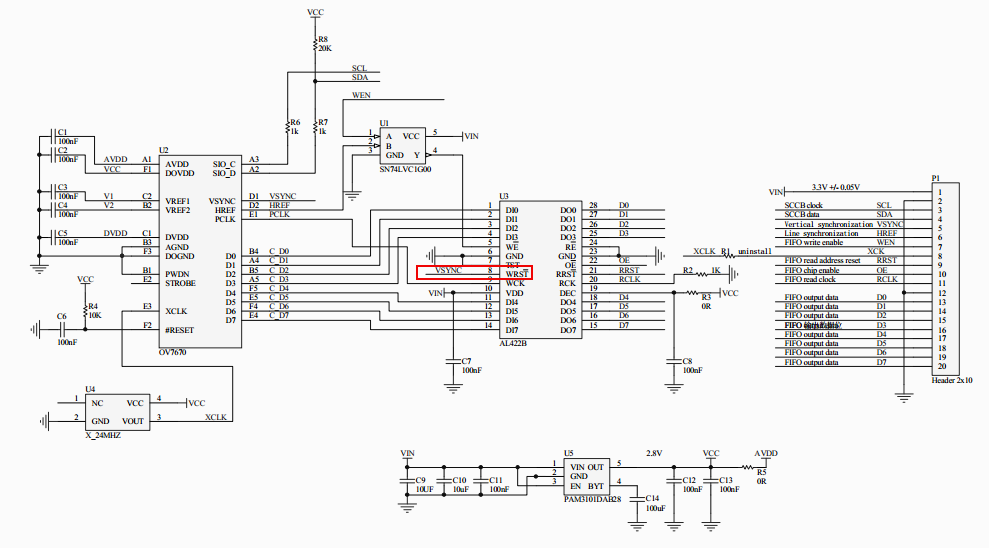 VCC
R8
20K
SCL
SDA
WEN
R6
1k
R7
1k
U1
1 A VCC 5 VIN
2 B
3 GND Y 4
SN74LVC1G00
C1
100nF
C2
100nF
C3
100nF
C4
100nF
C5
100nF
U2
AVDD A1 AVDD SIO_C A3
VCC F1 DOVDD SIO_D A2
V1 C2 VREF1 VSYNC D1 VSYNC
V2 B2 VREF2 HREF D2 HREF
PCLK E1 PCLK
DVDD C1 DVDD
B3 AGND
F3 DOGND D0 B4 C_D0
D1 A4 C_D1
B1 PWDN D2 B5 C_D2
E2 STROBE D3 A5 C_D3
D4 F5 C_D4
D5 E5 C_D5
E3 XCLK D6 F4 C_D6
D7 E4 C_D7
F2 #RESET
OV7670
VCC
R4
10K
C6
100nF
U4
1 NC VCC 4 VCC
2 GND VOUT 3 XCLK
X_24MHZ
U3
1 DI0 DO0 28 D0
2 DI1 DO1 27 D1
3 DI2 DO2 26 D2
4 DI3 DO3 25 D3
5 WE RE 24
6 GND GND 23
7 TST OE 22 OE
VSYNC 8 WRST RRST 21 RRST
9 WCK RCK 20 RCLK
VIN 10 VDD DEC 19
11 DI4 DO4 18 D4
12 DI5 DO5 17 D5
13 DI6 DO6 16 D6
14 DI7 DO7 15 D7
AL422B
C7
100nF
C8
100nF
XCLK R1 uninstall
R2 1K
R3
0R
VCC
P1
VIN 3.3V +/- 0.05V 1
2
SCCB clock SCL 3
SCCB data SDA 4
Vertical synchronization VSYNC 5
Line synchronization HREF 6
FIFO write enable WEN 7
XCK 8
FIFO read address reset RRST 9
FIFO chip enable OE 10
FIFO read clock RCLK 11
12
FIFO output data D0 13
FIFO output data D1 14
FIFO output data D2 15
FIFO D3 16
FIFO output data D4 17
FIFO output data D5 18
FIFO output data D6 19
FIFO output data D7 20
Header 2x10
VIN
C9
10UF
C10
10uF
C11
100nF
U5
1 VIN OUT 5 2.8V
2 GND
3 EN BYT 4
PAM3101DAB28
C14
100uF
C12
100nF
C13
100nF
VCC
AVDD
R5
0R